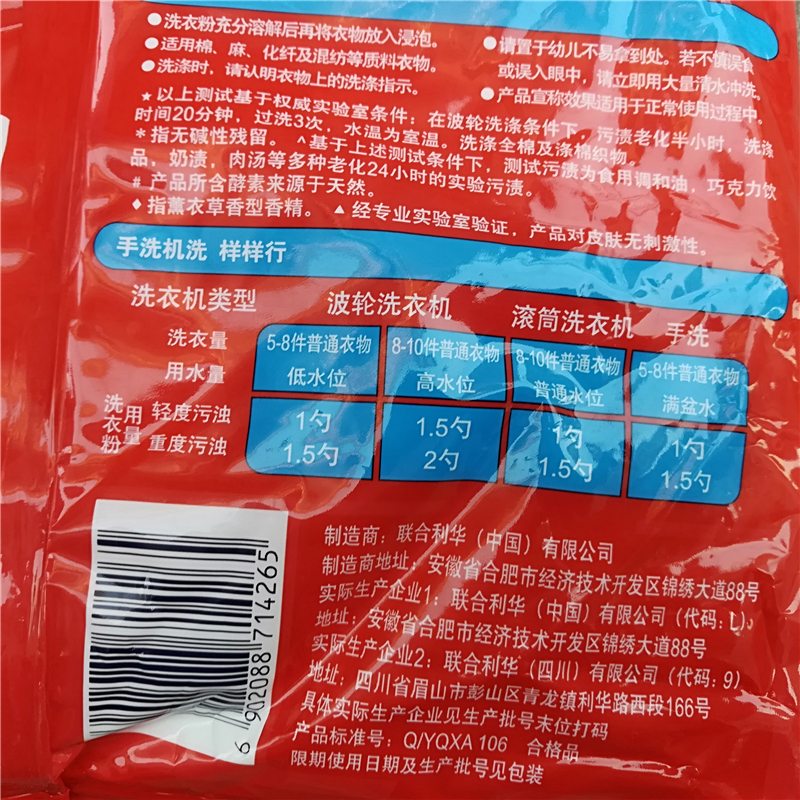 ●洗衣粉充分溶解后再将衣物放入浸泡。
●适用棉、麻、化纤及混纺等质料衣物。
●洗涤时，请认明衣物上的洗涤指示。
●请置于幼儿不易拿到处。若不慎误食
或误入眼中，请立即用大量清水冲洗。
●产品宣称效果适用于正常使用过程中。
★以上测试基于权威实验室条件：在波轮洗涤条件下，污渍老化半小时，洗涤
时间20分钟，过洗3次，水温为室温。洗涤全棉及涤棉织物。
*指无碱性残留。^基于上述测试条件下，测试污渍为食用调和油，巧克力饮
品，奶渍，肉汤等多种老化24小时的实验污渍。
#产品所含酵素来源于天然。
♦指薰衣草香型香精。▲经专业实验室验证，产品对皮肤无刺激性。
手洗机洗 样样行
洗衣机类型 波轮洗衣机 滚筒洗衣机 手洗
洗衣量 5-8件普通衣物 8-10件普通衣物 8-10件普通衣物 5-8件普通衣物
用水量 低水位 高水位 普通水位 满盆水
洗衣粉用量 轻度污浊 1勺 1.5勺 1勺 1勺
重度污浊 1.5勺 2勺 1.5勺 1.5勺
制造商：联合利华（中国）有限公司
制造商地址：安徽省合肥市经济技术开发区锦绣大道88号
实际生产企业1：联合利华（中国）有限公司（代码：L）
地址：安徽省合肥市经济技术开发区锦绣大道88号
实际生产企业2：联合利华（四川）有限公司（代码：9）
地址：四川省眉山市彭山区青龙镇利华路西段166号
具体实际生产企业见生产批号末位打码
产品标准号：Q/YQXA 106 合格品
限期使用日期及生产批号见包装
6 902088 714265